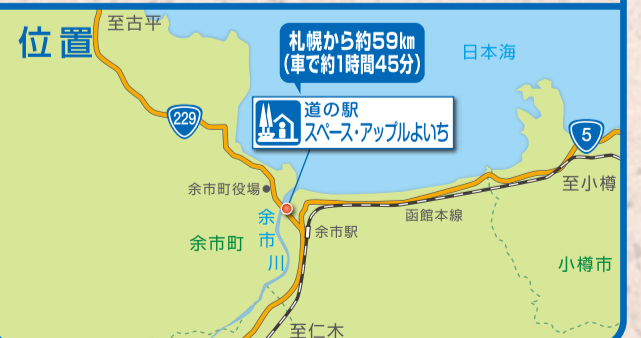 位置
至古平
札幌から約59㎞
(車で約1時間45分)
日本海
229
道の駅
スペース・アップルよいち
5
余市町役場
至小樽
函館本線
余市川
余市駅
余市町
小樽市
至仁木